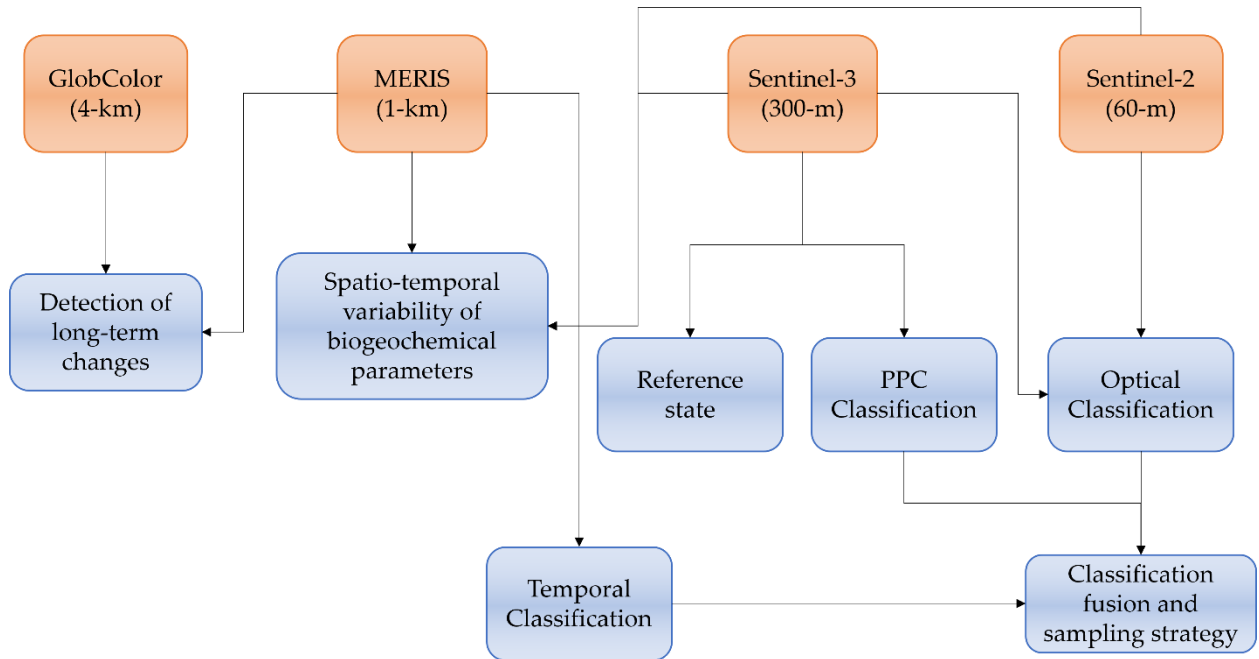 GlobColor
(4-km)
MERIS
(1-km)
Sentinel-3
(300-m)
Sentinel-2
(60-m)
Detection of
long-term
changes
Spatio-temporal
variability of
biogeochemical
parameters
Reference
state
PPC
Classification
Optical
Classification
Temporal
Classification
Classification
fusion and
sampling strategy